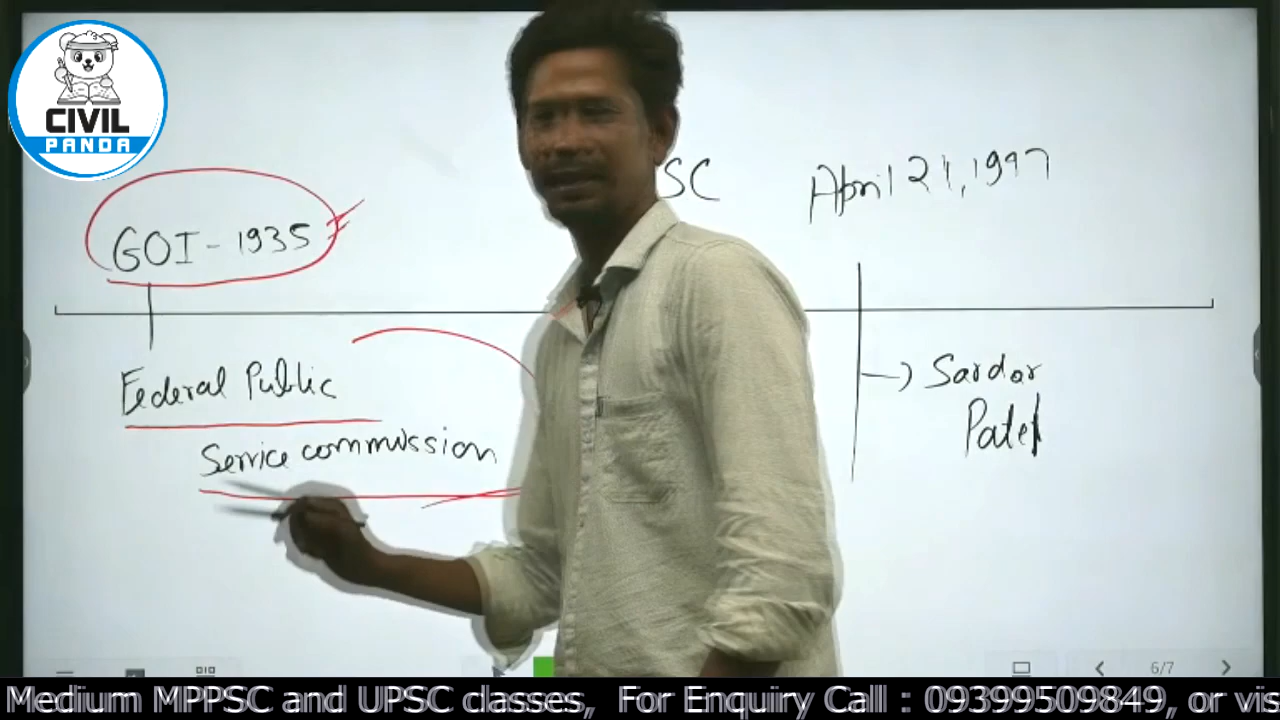 CIVIL
PANDA
SC
April 21, 1997
GOI - 1935
Federal Public
Service commission
Sardar
Patel
6/7
Medium MPPSC and UPSC classes, For Enquiry Call : 09399509849, or vis